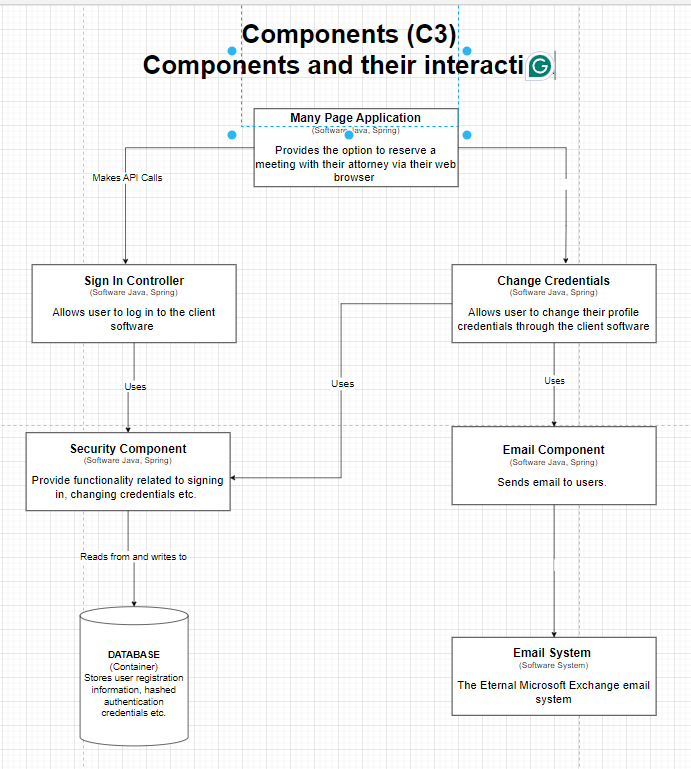 Components (C3)
Components and their interacti
Many Page Application
(Software Java, Spring)
Provides the option to reserve a
meeting with their attorney via their web
browser
Makes API Calls
Sign In Controller
(Software Java, Spring)
Allows user to log in to the client
software
Change Credentials
(Software Java, Spring)
Allows user to change their profile
credentials through the client software
Uses
Uses
Uses
Security Component
(Software Java, Spring)
Provide functionality related to signing
in, changing credentials etc.
Email Component
(Software Java, Spring)
Sends email to users.
Reads from and writes to
DATABASE
(Container)
Stores user registration
information, hashed
authentication
credentials etc.
Email System
(Software System)
The Eternal Microsoft Exchange email
system